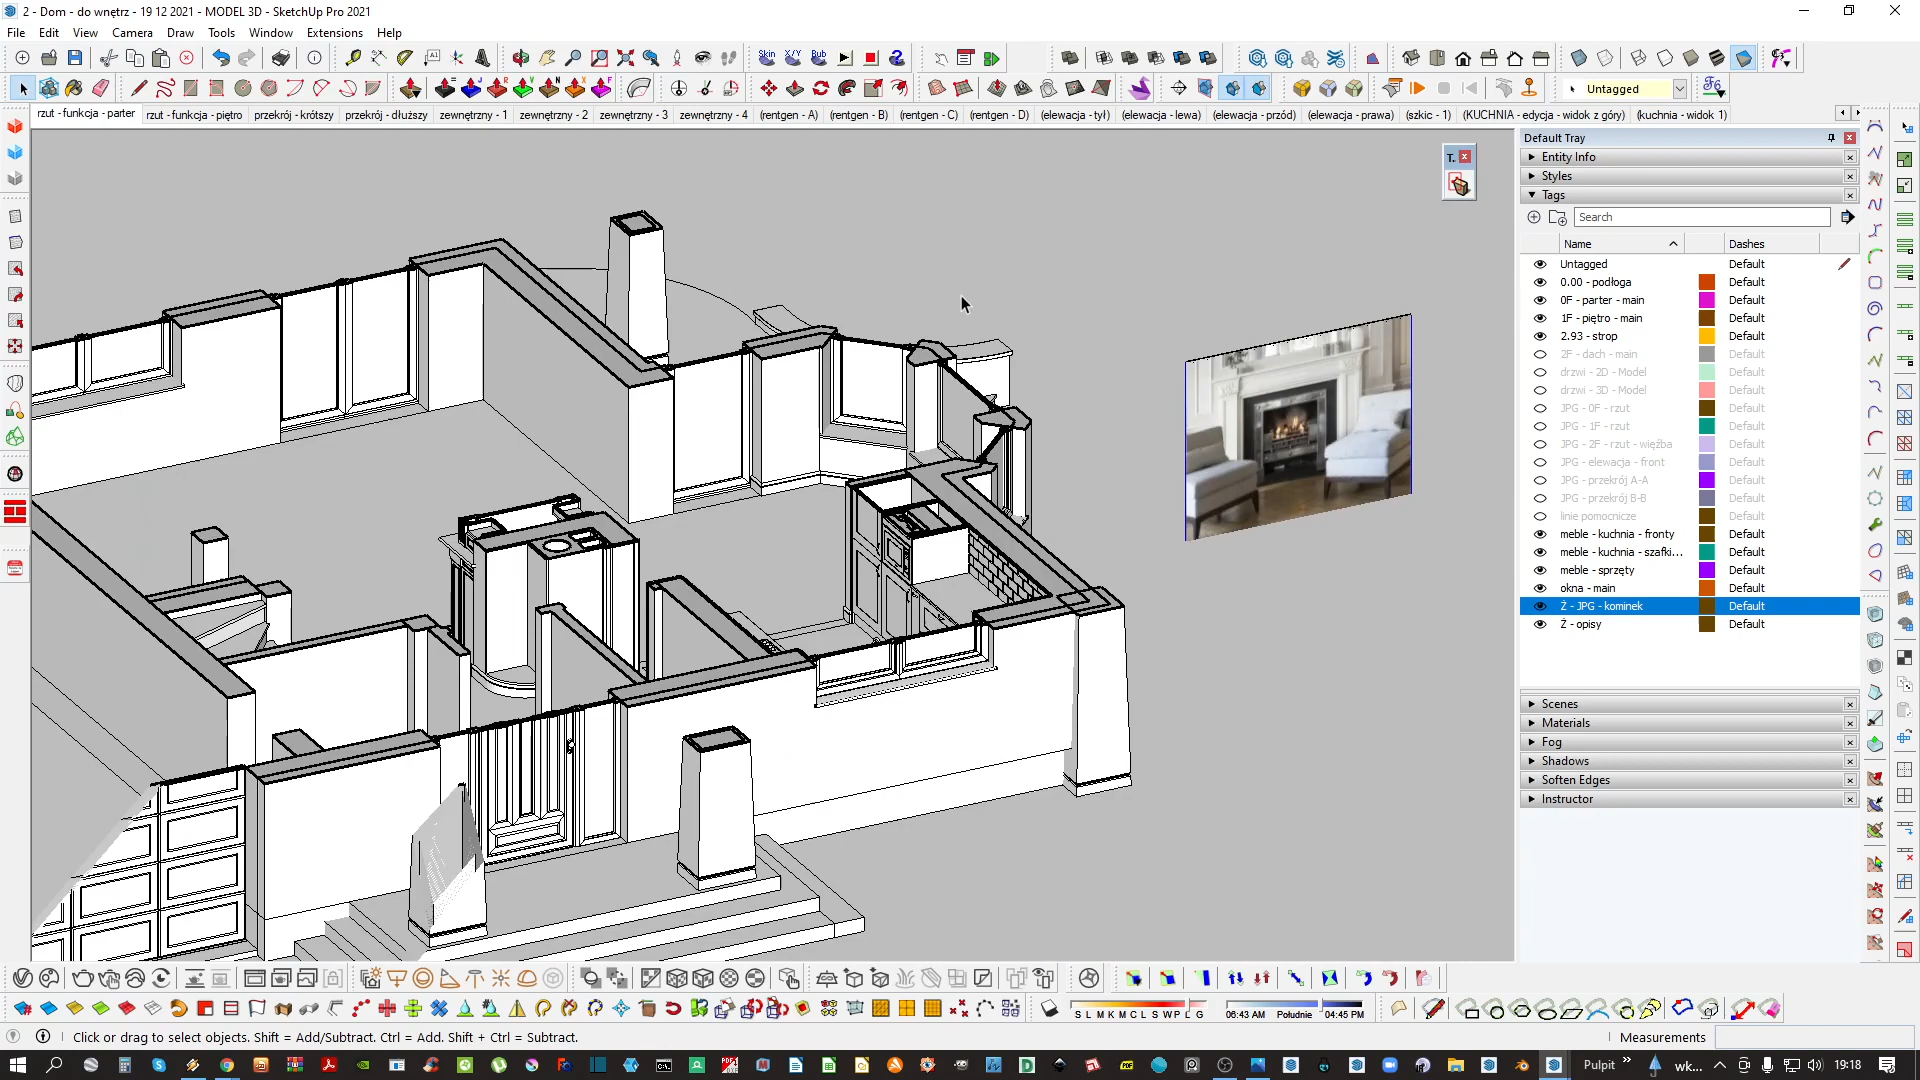 2 - Dom - do wnętrz - 19 12 2021 - MODEL 3D - SketchUp Pro 2021
File Edit View Camera Draw Tools Window Extensions Help
Skin X/Y Bub
Untagged
rzut - funkcja - parter rzut - funkcja - piętro przekrój - krótszy przekrój - dłuższy zewnętrzny - 1 zewnętrzny - 2 zewnętrzny - 3 zewnętrzny - 4 (rentgen - A) (rentgen - B) (rentgen - C) (rentgen - D) (elewacja - tył) (elewacja - lewa) (elewacja - przód) (elewacja - prawa) (szkic - 1) (KUCHNIA - edycja - widok z góry) (kuchnia - widok 1)
T.
Default Tray
Entity Info
Styles
Tags
Search
Name Dashes
Untagged Default
0.00 - podłoga Default
0F - parter - main Default
1F - piętro - main Default
2.93 - strop Default
2F - dach - main Default
drzwi - 2D - Model Default
drzwi - 3D - Model Default
JPG - 0F - rzut Default
JPG - 1F - rzut Default
JPG - 2F - rzut - więźba Default
JPG - elewacja - front Default
JPG - przekrój A-A Default
JPG - przekrój B-B Default
linie pomocnicze Default
meble - kuchnia - fronty Default
meble - kuchnia - szafki... Default
meble - sprzęty Default
okna - main Default
Ż - JPG - kominek Default
Ż - opisy Default
Scenes
Materials
Fog
Shadows
Soften Edges
Instructor
S L M K M C L S W P L G 06:43 AM Południe 04:45 PM
Click or drag to select objects. Shift = Add/Subtract. Ctrl = Add. Shift + Ctrl = Subtract. Measurements
Pulpit wk... 19:18